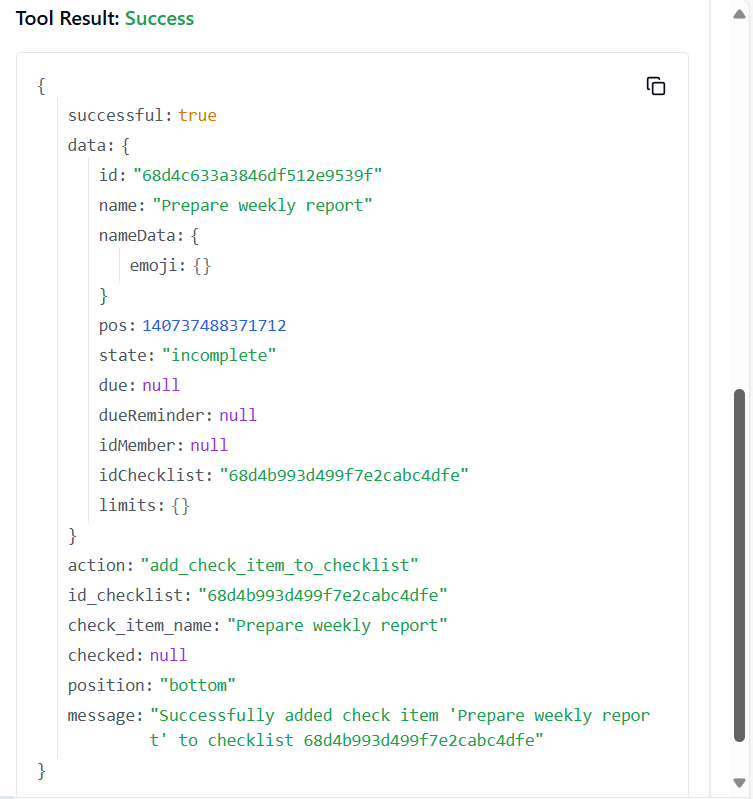 Tool Result: Success
{
successful: true
data: {
id: "68d4c633a3846df512e9539f"
name: "Prepare weekly report"
nameData: {
emoji: {}
}
pos: 140737488371712
state: "incomplete"
due: null
dueReminder: null
idMember: null
idChecklist: "68d4b993d499f7e2cabc4dfe"
limits: {}
}
action: "add_check_item_to_checklist"
id_checklist: "68d4b993d499f7e2cabc4dfe"
check_item_name: "Prepare weekly report"
checked: null
position: "bottom"
message: "Successfully added check item 'Prepare weekly repor
t' to checklist 68d4b993d499f7e2cabc4dfe"
}